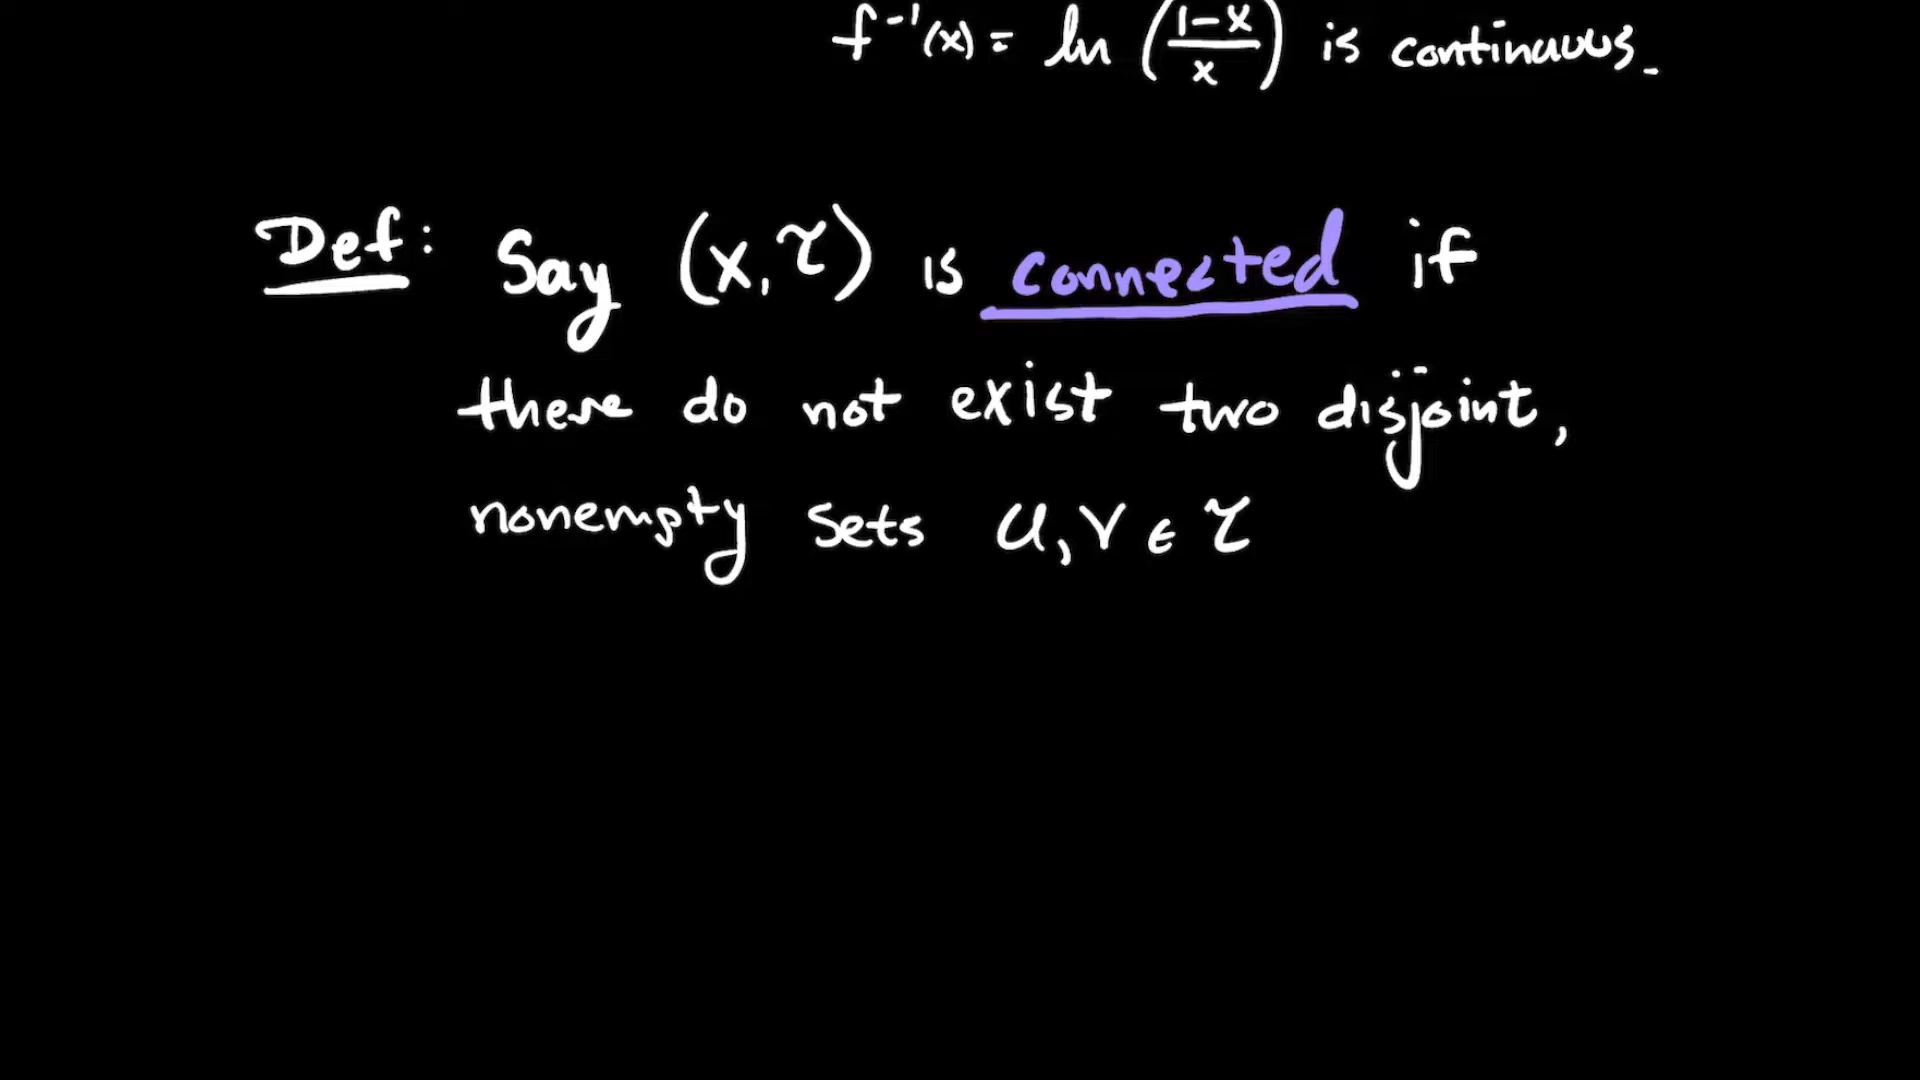 f⁻¹(x) = ln (1-x/x) is continuous.
Def: Say (X, τ) is connected if
there do not exist two disjoint,
nonempty sets U, V ∈ τ